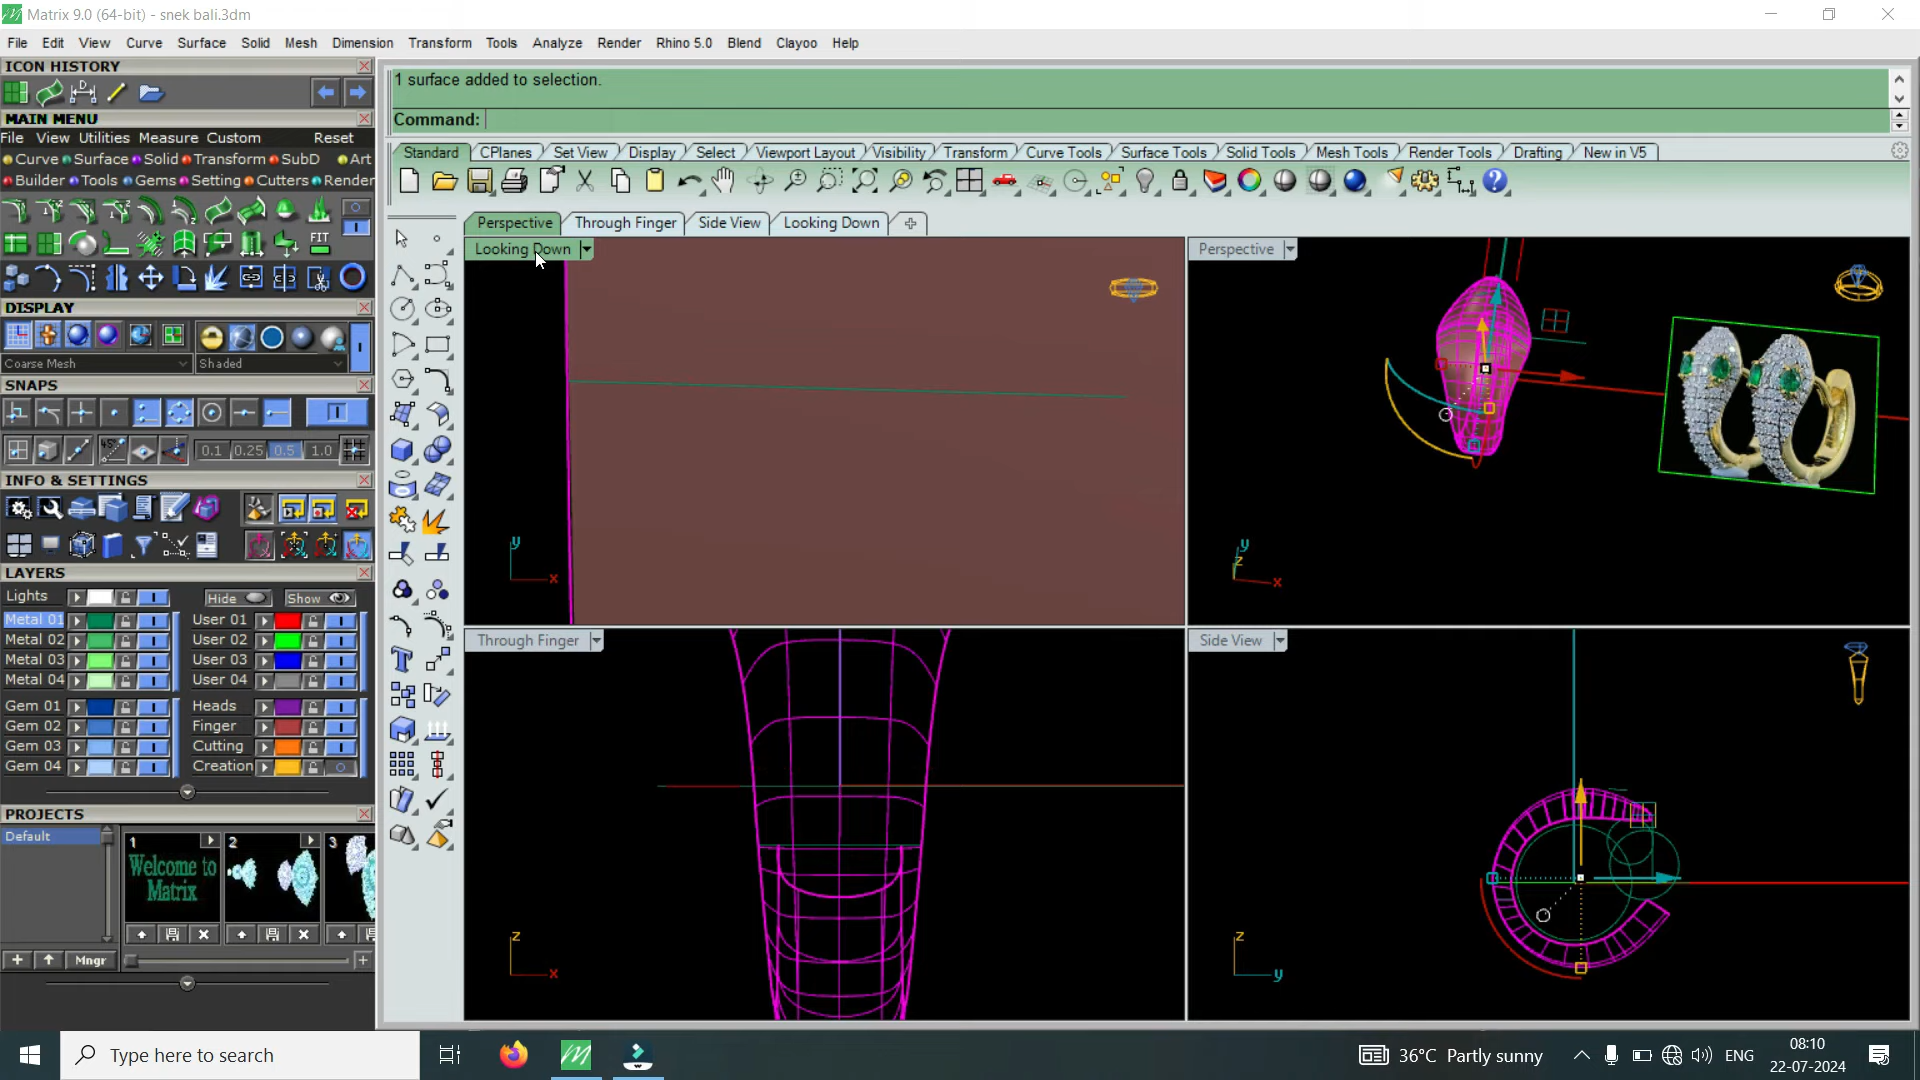 Matrix 9.0 (64-bit) - snek bali.3dm
File Edit View Curve Surface Solid Mesh Dimension Transform Tools Analyze Render Rhino 5.0 Blend Clayoo Help
ICON HISTORY
1 surface added to selection.
Command:
MAIN MENU
File View Utilities Measure Custom Reset
Curve Surface Solid Transform SubD Art
Builder Tools Gems Setting Cutters Render
Standard CPlanes Set View Display Select Viewport Layout Visibility Transform Curve Tools Surface Tools Solid Tools Mesh Tools Render Tools Drafting New in V5
FIT
Perspective Through Finger Side View Looking Down
Looking Down
Perspective
DISPLAY
Coarse Mesh Shaded
SNAPS
0.1 0.25 0.5 1.0
INFO & SETTINGS
LAYERS
Lights Hide Show
Metal 01 User 01
Metal 02 User 02
Metal 03 User 03
Metal 04 User 04
Gem 01 Heads
Gem 02 Finger
Gem 03 Cutting
Gem 04 Creation
PROJECTS
Default
1 2 3
Welcome to
Matrix
Mngr
y x
y z x
Through Finger
Side View
z x
z y
Type here to search
36°C Partly sunny
ENG
08:10
22-07-2024